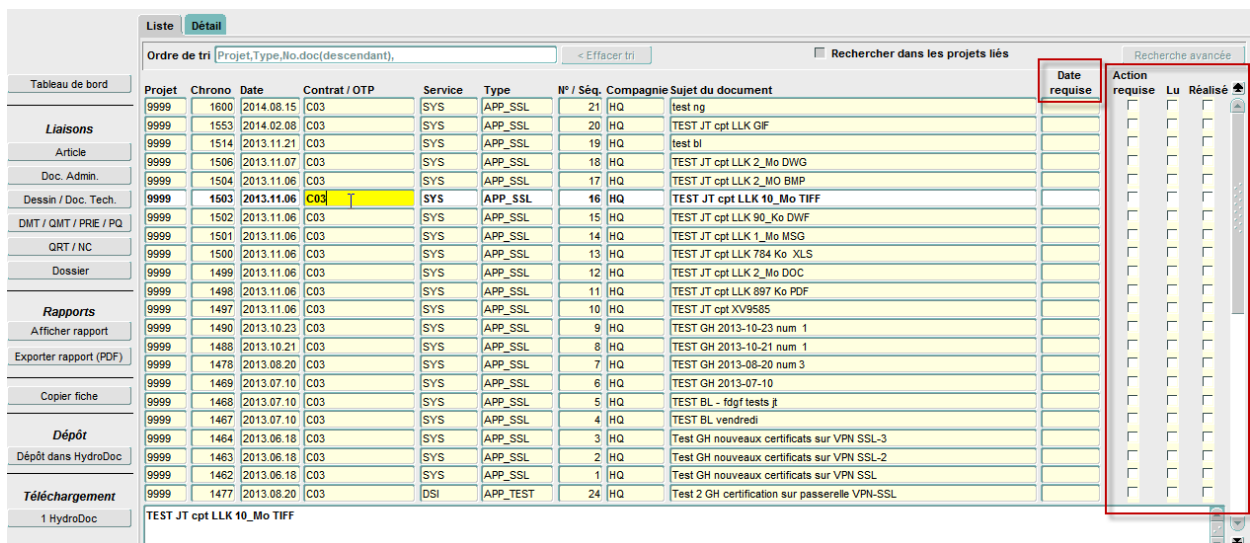 Liste Détail
Ordre de tri Projet,Type,No.doc(descendant), < Effacer tri Rechercher dans les projets liés Recherche avancée
Tableau de bord
Liaisons
Article
Doc. Admin.
Dessin / Doc. Tech.
DMT / QMT / PRIE / PQ
QRT / NC
Dossier
Rapports
Afficher rapport
Exporter rapport (PDF)
Copier fiche
Dépôt
Dépôt dans HydroDoc
Téléchargement
1 HydroDoc
Date Action
Projet Chrono Date Contrat / OTP Service Type Nº / Séq. Compagnie Sujet du document requise requise Lu Réalisé
9999 1600 2014.08.15 C03 SYS APP_SSL 21 HQ test ng
9999 1553 2014.02.08 C03 SYS APP_SSL 20 HQ TEST JT cpt LLK GIF
9999 1514 2013.11.21 C03 SYS APP_SSL 19 HQ test bl
9999 1506 2013.11.07 C03 SYS APP_SSL 18 HQ TEST JT cpt LLK 2_Mo DWG
9999 1504 2013.11.06 C03 SYS APP_SSL 17 HQ TEST JT cpt LLK 2_MO BMP
9999 1503 2013.11.06 C03 SYS APP_SSL 16 HQ TEST JT cpt LLK 10_Mo TIFF
9999 1502 2013.11.06 C03 SYS APP_SSL 15 HQ TEST JT cpt LLK 90_Ko DWF
9999 1501 2013.11.06 C03 SYS APP_SSL 14 HQ TEST JT cpt LLK 1_Mo MSG
9999 1500 2013.11.06 C03 SYS APP_SSL 13 HQ TEST JT cpt LLK 784 Ko XLS
9999 1499 2013.11.06 C03 SYS APP_SSL 12 HQ TEST JT cpt LLK 2_Mo DOC
9999 1498 2013.11.06 C03 SYS APP_SSL 11 HQ TEST JT cpt LLK 897 Ko PDF
9999 1497 2013.11.06 C03 SYS APP_SSL 10 HQ TEST JT cpt XV9585
9999 1490 2013.10.23 C03 SYS APP_SSL 9 HQ TEST GH 2013-10-23 num 1
9999 1488 2013.10.21 C03 SYS APP_SSL 8 HQ TEST GH 2013-10-21 num 1
9999 1478 2013.08.20 C03 SYS APP_SSL 7 HQ TEST GH 2013-08-20 num 3
9999 1469 2013.07.10 C03 SYS APP_SSL 6 HQ TEST GH 2013-07-10
9999 1468 2013.07.10 C03 SYS APP_SSL 5 HQ TEST BL - fdgf tests jt
9999 1467 2013.07.10 C03 SYS APP_SSL 4 HQ TEST BL vendredi
9999 1464 2013.06.18 C03 SYS APP_SSL 3 HQ Test GH nouveaux certificats sur VPN SSL-3
9999 1463 2013.06.18 C03 SYS APP_SSL 2 HQ Test GH nouveaux certificats sur VPN SSL-2
9999 1462 2013.06.18 C03 SYS APP_SSL 1 HQ Test GH nouveaux certificats sur VPN SSL
9999 1477 2013.08.20 C03 DSI APP_TEST 24 HQ Test 2 GH certification sur passerelle VPN-SSL
TEST JT cpt LLK 10_Mo TIFF